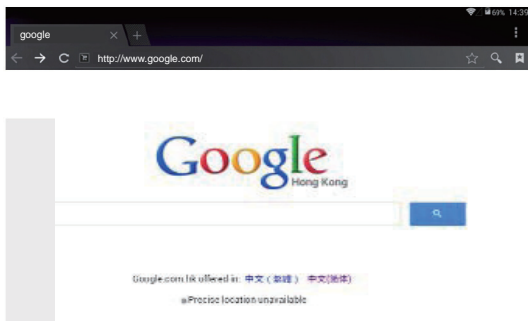 69% 14:39
google
http://www.google.com/
Google
Hong Kong
Google.com.hk offered in: 中文（繁體） 中文(简体)
Precise location unavailable